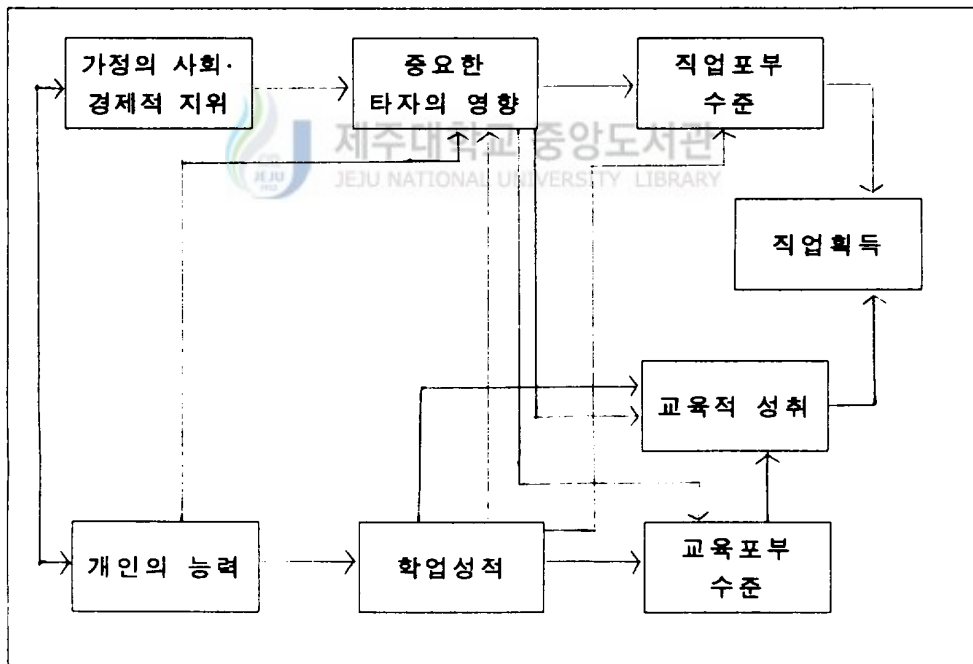 가정의 사회·
경제적 지위
중요한
타자의 영향
직업포부
수준
제주대학교 중앙도서관
JEJU NATIONAL UNIVERSITY LIBRARY
JEJU
1952
직업획득
교육적 성취
개인의 능력
학업성적
교육포부
수준